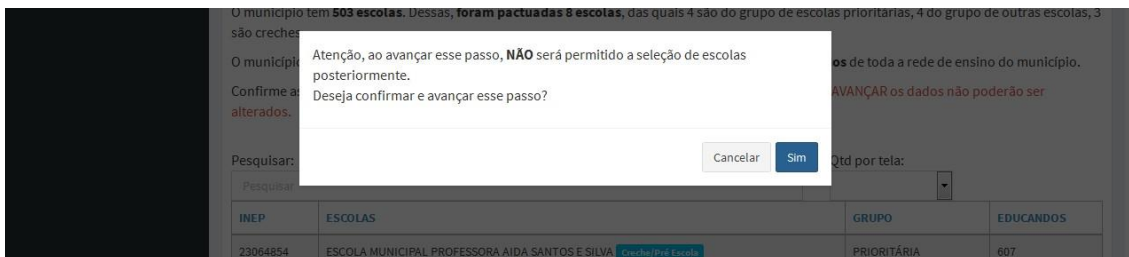 O município tem 503 escolas. Dessas, foram pactuadas 8 escolas, das quais 4 são do grupo de escolas prioritárias, 4 do grupo de outras escolas, 3
são creches
Atenção, ao avançar esse passo, NÃO será permitido a seleção de escolas
posteriormente.
Deseja confirmar e avançar esse passo?
O município
os de toda a rede de ensino do município.
Confirme as
AVANÇAR os dados não poderão ser
alterados.
Cancelar Sim
Pesquisar: Qtd por tela:
Pesquisar
INEP ESCOLAS GRUPO EDUCANDOS
23064854 ESCOLA MUNICIPAL PROFESSORA AIDA SANTOS E SILVA Creche/Pré Escola PRIORITÁRIA 607